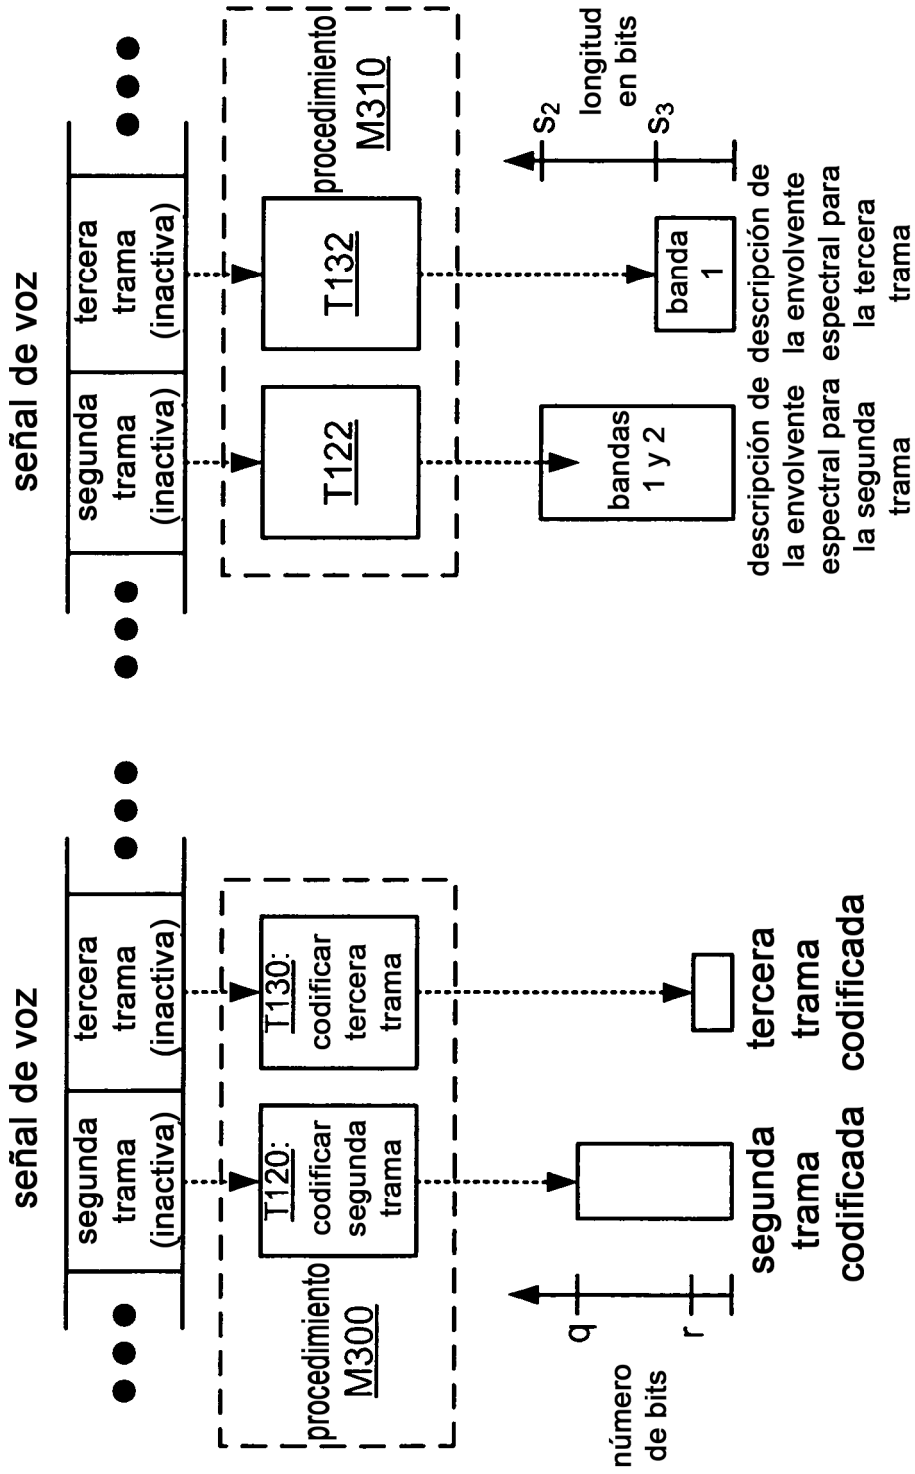 señal de voz
segunda
trama
(inactiva)
tercera
trama
(inactiva)
procedimiento
M300
T120:
codificar
segunda
trama
T130:
codificar
tercera
trama
número
de bits
q
r
segunda
trama
codificada
tercera
trama
codificada
señal de voz
segunda
trama
(inactiva)
tercera
trama
(inactiva)
T122
T132
procedimiento
M310
bandas
1 y 2
banda
1
s2
s3
longitud
en bits
descripción de
la envolvente
espectral para
la segunda
trama
descripción de
la envolvente
espectral para
la tercera
trama